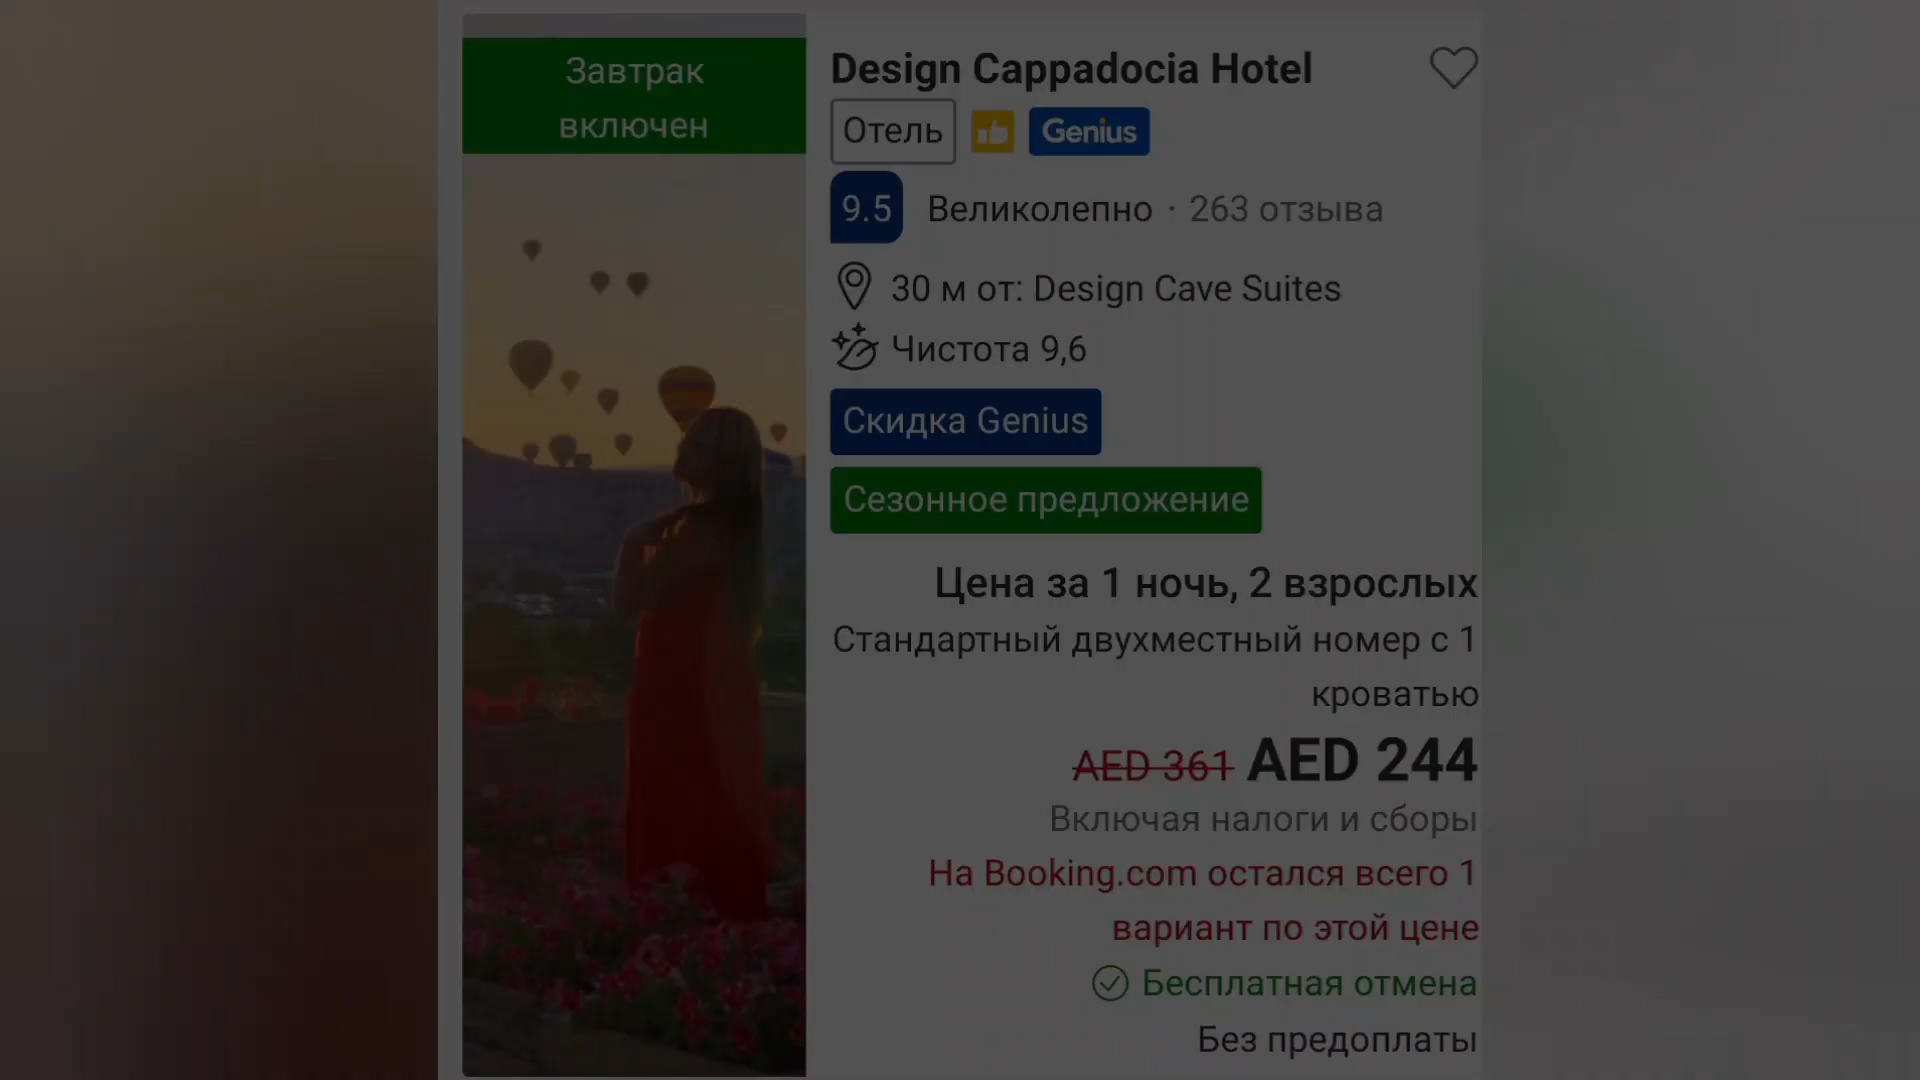 Завтрак
включен
Design Cappadocia Hotel
Отель Genius
9.5 Великолепно · 263 отзыва
30 м от: Design Cave Suites
Чистота 9,6
Скидка Genius
Сезонное предложение
Цена за 1 ночь, 2 взрослых
Стандартный двухместный номер с 1
кроватью
AED 361 AED 244
Включая налоги и сборы
На Booking.com остался всего 1
вариант по этой цене
Бесплатная отмена
Без предоплаты